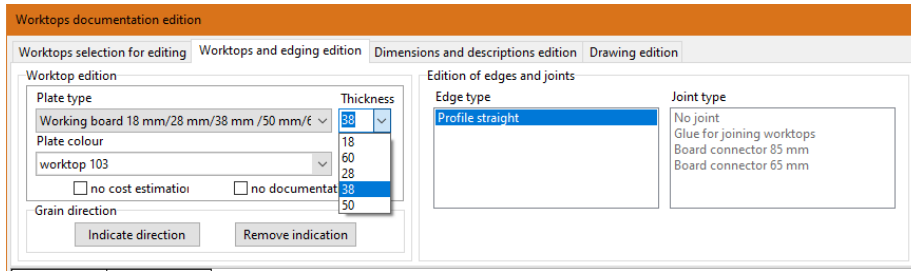 Worktops documentation edition
Worktops selection for editing Worktops and edging edition Dimensions and descriptions edition Drawing edition
Worktop edition
Plate type Thickness
Working board 18 mm/28 mm/38 mm /50 mm/6 38
Plate colour
worktop 103
18
60
28
38
50
no cost estimation no documentat
Grain direction
Indicate direction Remove indication
Edition of edges and joints
Edge type
Profile straight
Joint type
No joint
Glue for joining worktops
Board connector 85 mm
Board connector 65 mm